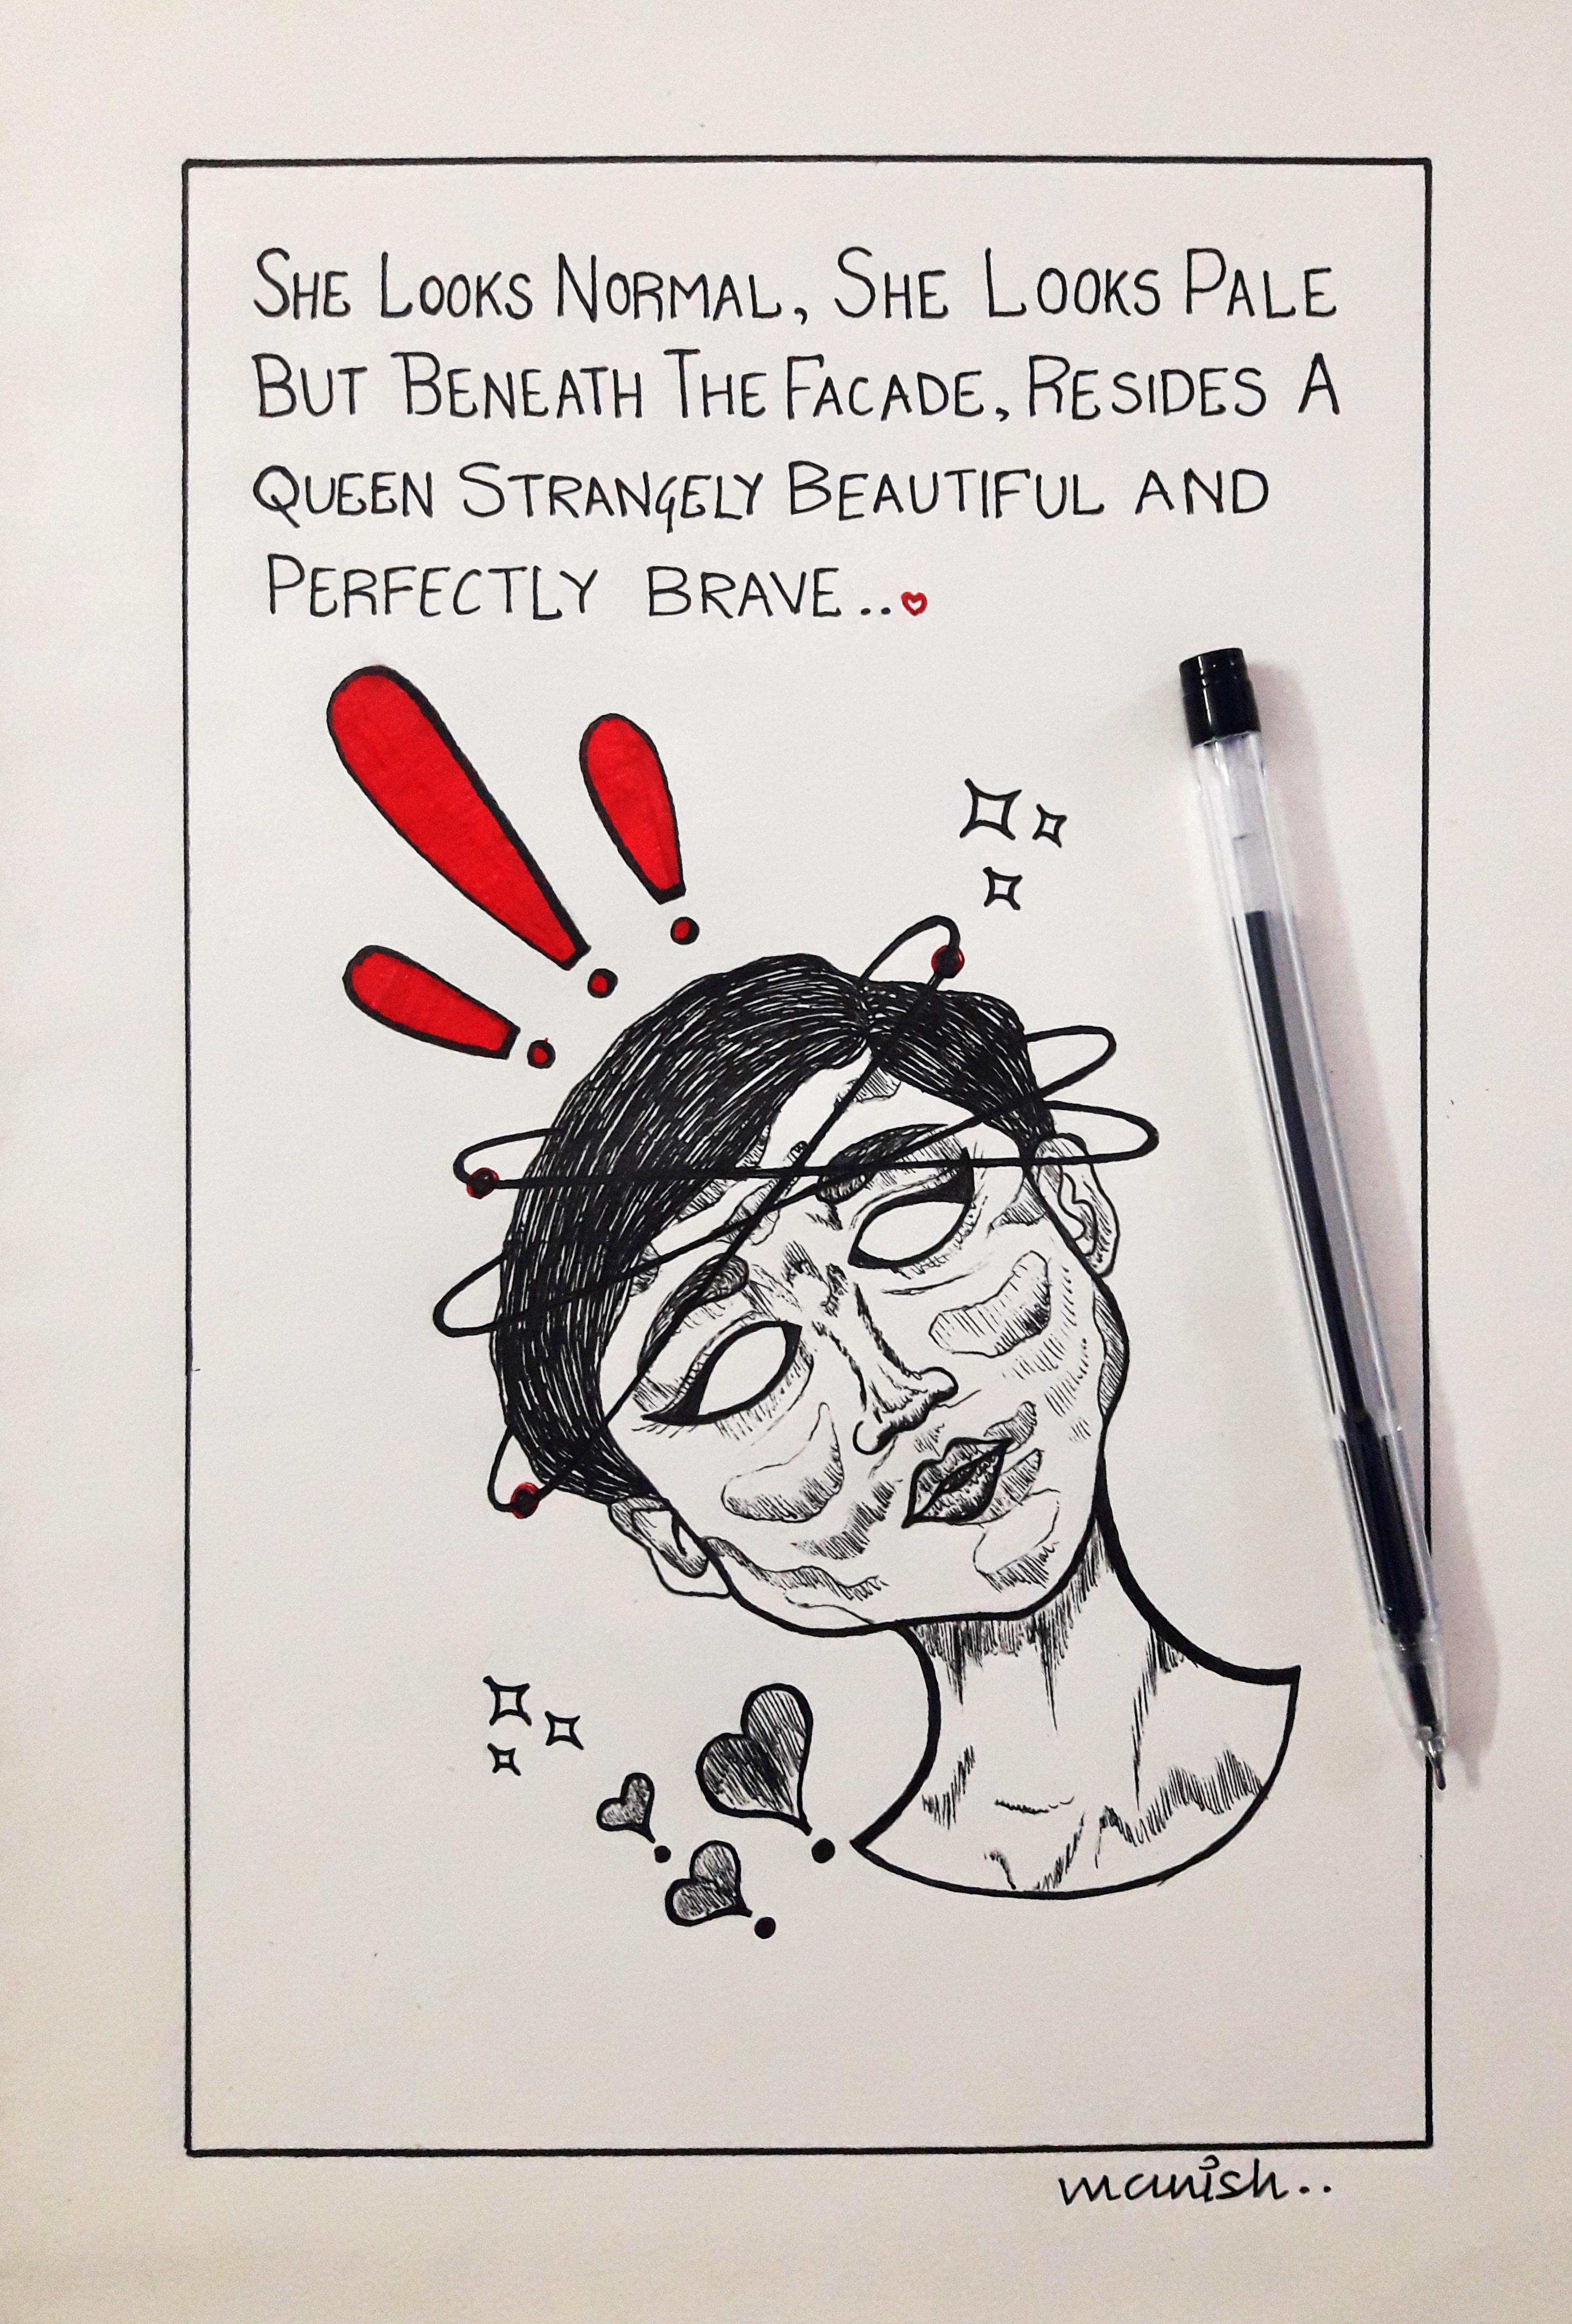 She Looks Normal, She Looks Pale
But Beneath The Facade, Resides A
Queen Strangely Beautiful and
Perfectly Brave..
manish..